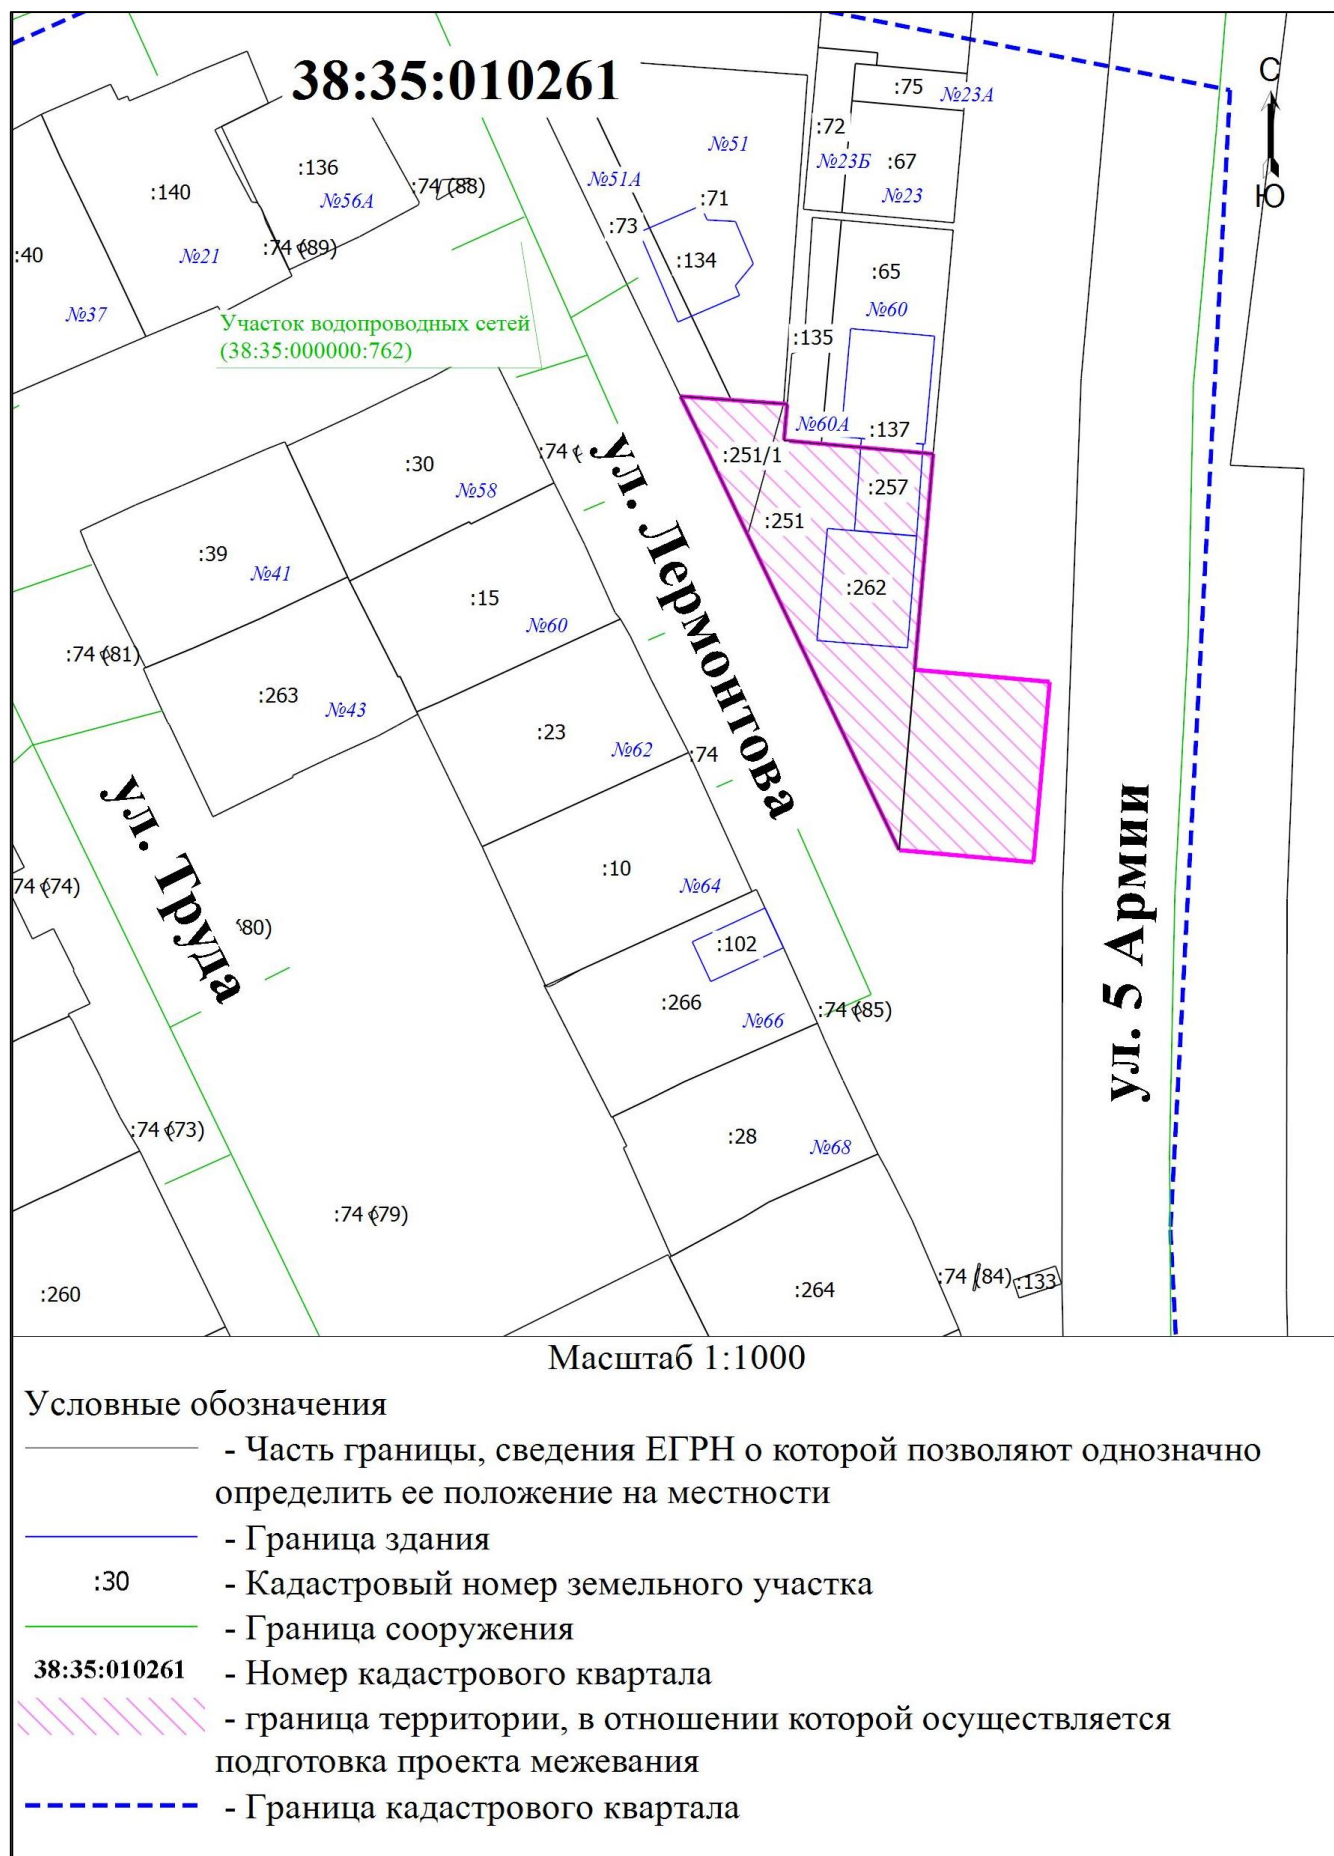 38:35:010261
С
Ю
:75
№23А
:72
№23Б
:67
№23
№51
№51А
:71
:73
:134
:136
№56А
:74 (88)
:140
№21
:74 (89)
:40
№37
:65
№60
:135
№60А
:137
Участок водопроводных сетей
(38:35:000000:762)
:251/1
:257
:251
:262
:30
№58
:74 (
:39
№41
:15
№60
:74 (81)
:263
№43
:23
№62
:74
ул. Лермонтова
ул. Труда
ул. 5 Армии
:10
№64
74 (74)
80)
:102
:266
№66
:74 (85)
:74 (73)
:28
№68
:74 (79)
:260
:264
:74 (84)
:133
Масштаб 1:1000
Условные обозначения
- Часть границы, сведения ЕГРН о которой позволяют однозначно
определить ее положение на местности
- Граница здания
:30 - Кадастровый номер земельного участка
- Граница сооружения
38:35:010261 - Номер кадастрового квартала
- граница территории, в отношении которой осуществляется
подготовка проекта межевания
- Граница кадастрового квартала